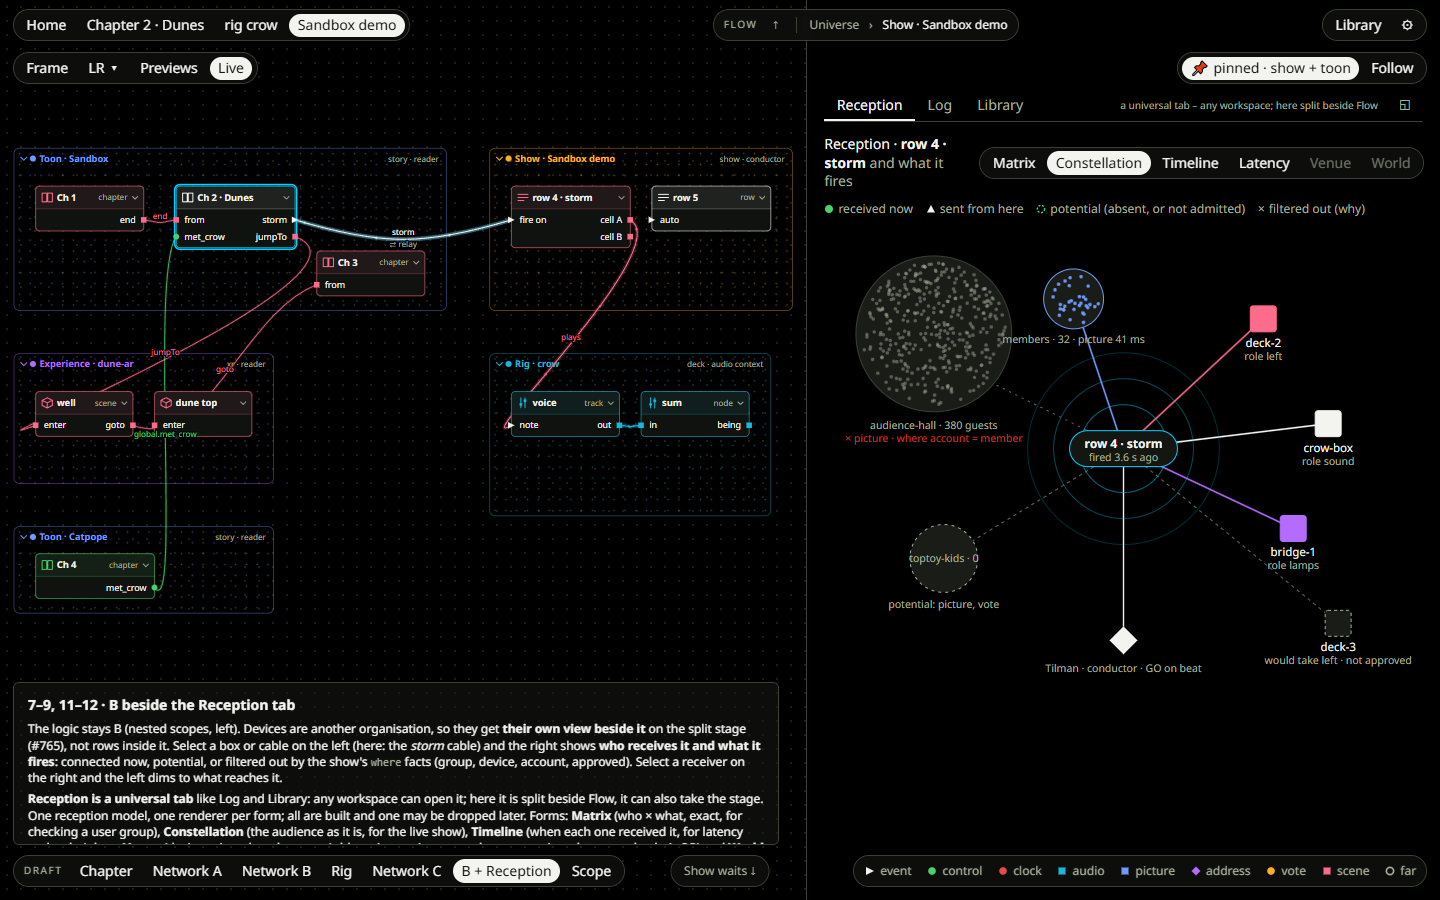 Home Chapter 2 · Dunes rig crow Sandbox demo
FLOW ↑ Universe › Show · Sandbox demo
Library ⚙
Frame LR ▾ Previews Live
📌 pinned · show + toon Follow
Reception Log Library
a universal tab – any workspace; here split beside Flow
Reception · row 4 ·
storm and what it
fires
Matrix Constellation Timeline Latency Venue World
received now sent from here potential (absent, or not admitted) × filtered out (why)
Toon · Sandbox story · reader
Ch 1 chapter
end
end
Ch 2 · Dunes
from storm
met_crow jumpTo
storm
⇄ relay
Ch 3 chapter
from
Show · Sandbox demo show · conductor
row 4 · storm
fire on cell A
cell B
row 5 row
auto
jumpTo
goto
plays
Experience · dune-ar reader
well scene
enter goto
dune top
enter
global.met_crow
Rig · crow deck · audio context
voice track
note out
sum node
in being
Toon · Catpope story · reader
Ch 4 chapter
met_crow
members · 32 · picture 41 ms
deck-2
role left
audience-hall · 380 guests
× picture · where account = member
row 4 · storm
fired 3.6 s ago
crow-box
role sound
bridge-1
role lamps
coptoy-kids · 0
potential: picture, vote
deck-3
would take left · not approved
Tilman · conductor · GO on beat
7–9, 11–12 · B beside the Reception tab
The logic stays B (nested scopes, left). Devices are another organisation, so they get their own view beside it on the split stage
(#765), not rows inside it. Select a box or cable on the left (here: the storm cable) and the right shows who receives it and what it
fires: connected now, potential, or filtered out by the show's where facts (group, device, account, approved). Select a receiver on
the right and the left dims to what reaches it.
Reception is a universal tab like Log and Library: any workspace can open it; here it is split beside Flow, it can also take the stage.
One reception model, one renderer per form; all are built and one may be dropped later. Forms: Matrix (who × what, exact, for
checking a user group), Constellation (the audience as it is, for the live show), Timeline (when each one received it, for latency
DRAFT Chapter Network A Network B Rig Network C B + Reception Scope
Show waits ↓
event control clock audio picture address vote scene far